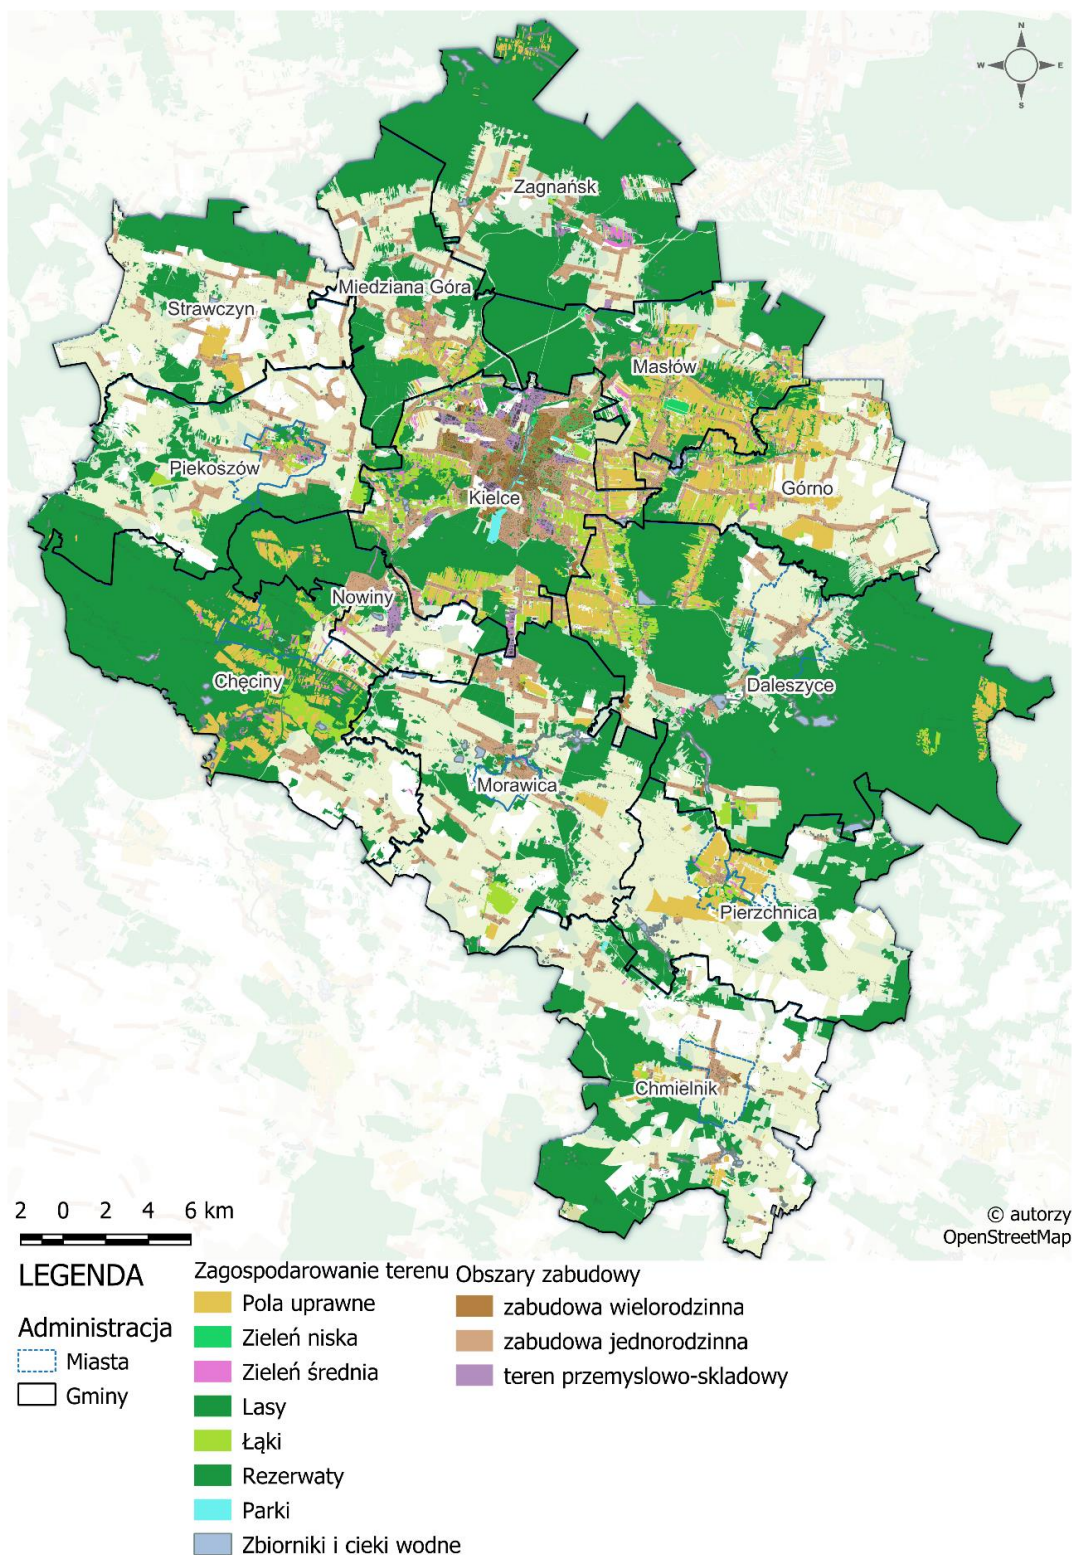 N
W E
S
Zagnańsk
Miedziana Góra
Strawczyn
Masłów
Piekoszów
Kielce
Górno
Nowiny
Chęciny
Daleszyce
Morawica
Pierzchnica
Chmielnik
2 0 2 4 6 km
© autorzy
OpenStreetMap
LEGENDA
Administracja
Miasta
Gminy
Zagospodarowanie terenu
Pola uprawne
Zieleń niska
Zieleń średnia
Lasy
Łąki
Rezerwaty
Parki
Zbiorniki i cieki wodne
Obszary zabudowy
zabudowa wielorodzinna
zabudowa jednorodzinna
teren przemyslowo-skladowy